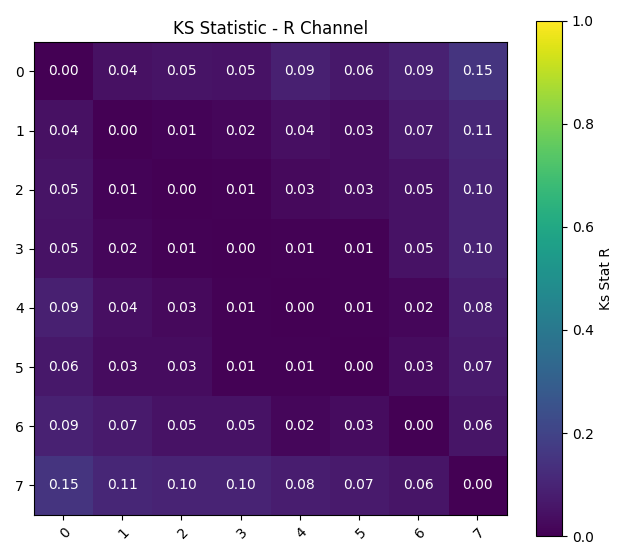 KS Statistic - R Channel
0 0.00 0.04 0.05 0.05 0.09 0.06 0.09 0.15
1 0.04 0.00 0.01 0.02 0.04 0.03 0.07 0.11
2 0.05 0.01 0.00 0.01 0.03 0.03 0.05 0.10
3 0.05 0.02 0.01 0.00 0.01 0.01 0.05 0.10
4 0.09 0.04 0.03 0.01 0.00 0.01 0.02 0.08
5 0.06 0.03 0.03 0.01 0.01 0.00 0.03 0.07
6 0.09 0.07 0.05 0.05 0.02 0.03 0.00 0.06
7 0.15 0.11 0.10 0.10 0.08 0.07 0.06 0.00
0 1 2 3 4 5 6 7
1.0
0.8
0.6
0.4
0.2
0.0
Ks Stat R